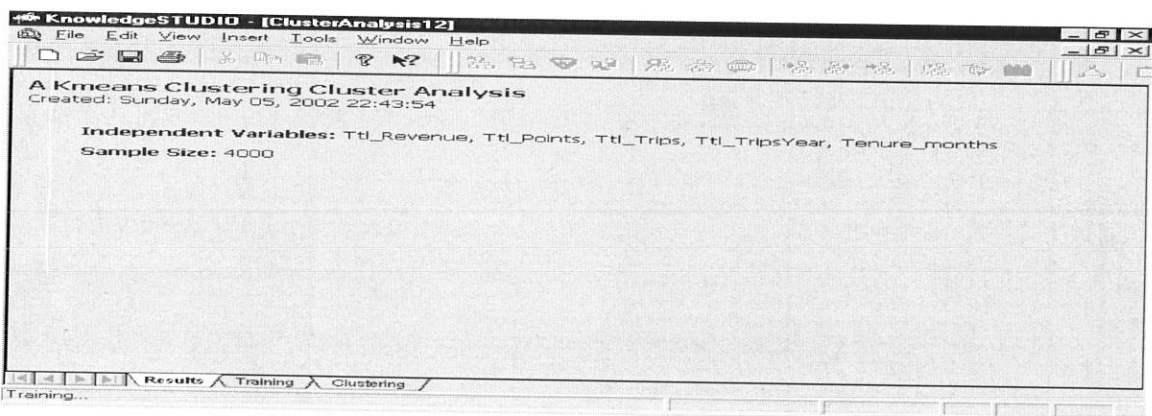 KnowledgeSTUDIO - [ClusterAnalysis12]
File Edit View Insert Tools Window Help
A Kmeans Clustering Cluster Analysis
Created: Sunday, May 05, 2002 22:43:54
Independent Variables: Ttl_Revenue, Ttl_Points, Ttl_Trips, Ttl_TripsYear, Tenure_months
Sample Size: 4000
Results Training Clustering
Training...